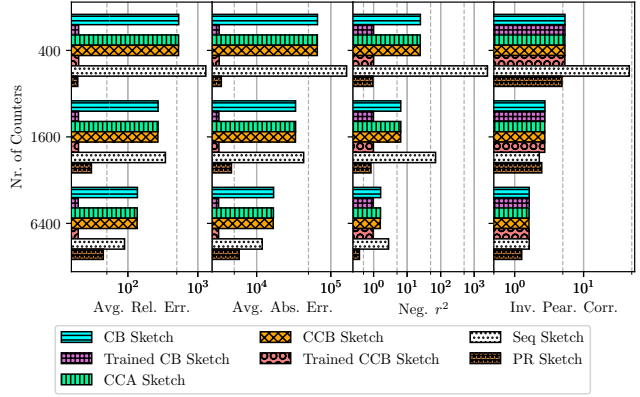 Nr. of Counters
400
1600
6400
10² 10³ 10⁴ 10⁵ 10⁰ 10¹ 10² 10³ 10⁰ 10¹
Avg. Rel. Err. Avg. Abs. Err. Neg. r² Inv. Pear. Corr.
CB Sketch CCB Sketch Seq Sketch
Trained CB Sketch Trained CCB Sketch PR Sketch
CCA Sketch